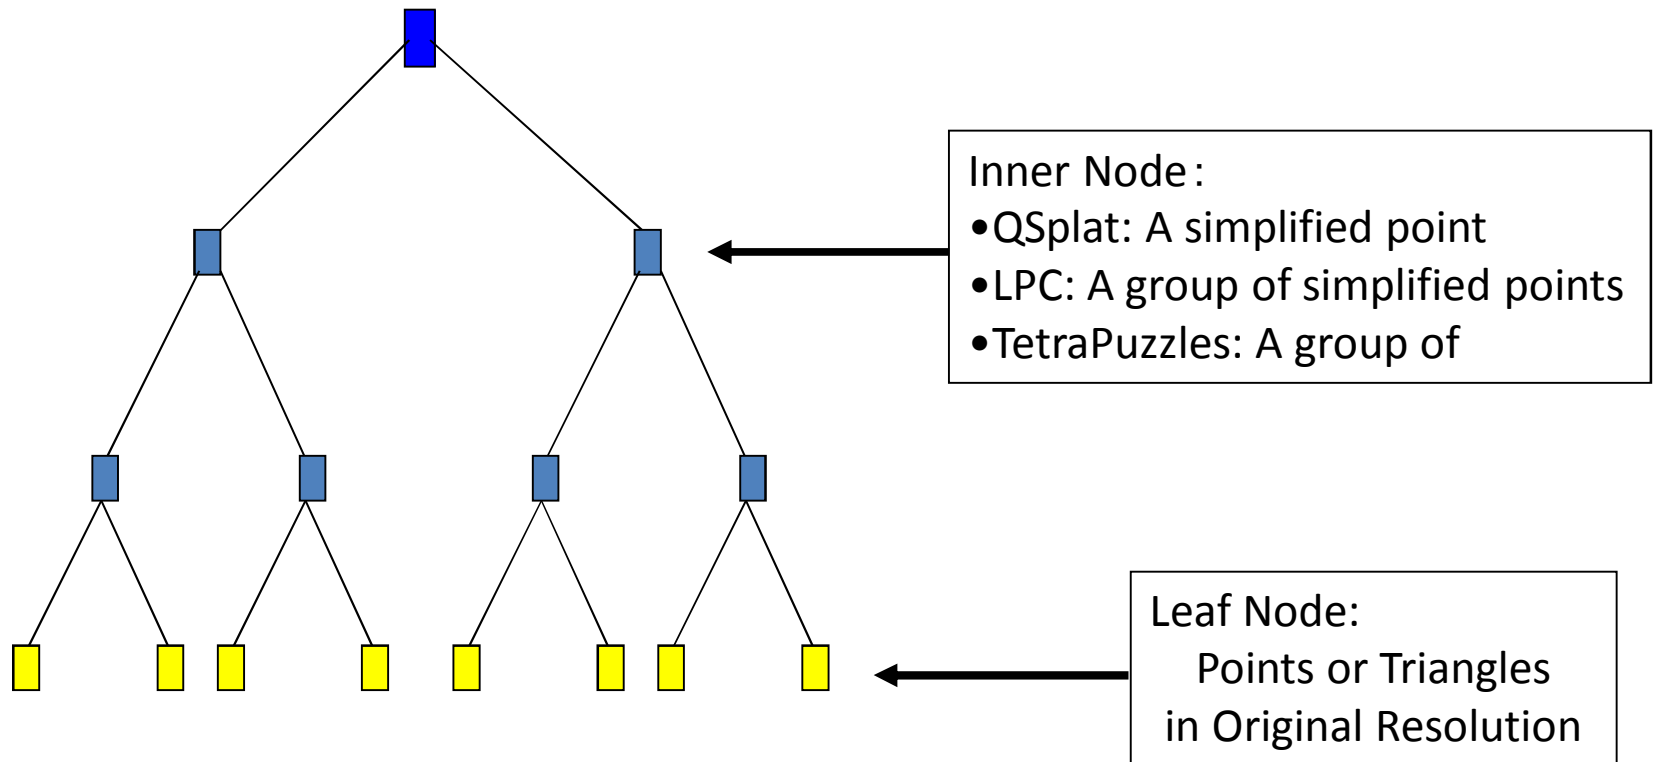 Inner Node:
•QSplat: A simplified point
•LPC: A group of simplified points
•TetraPuzzles: A group of
Leaf Node:
Points or Triangles
in Original Resolution